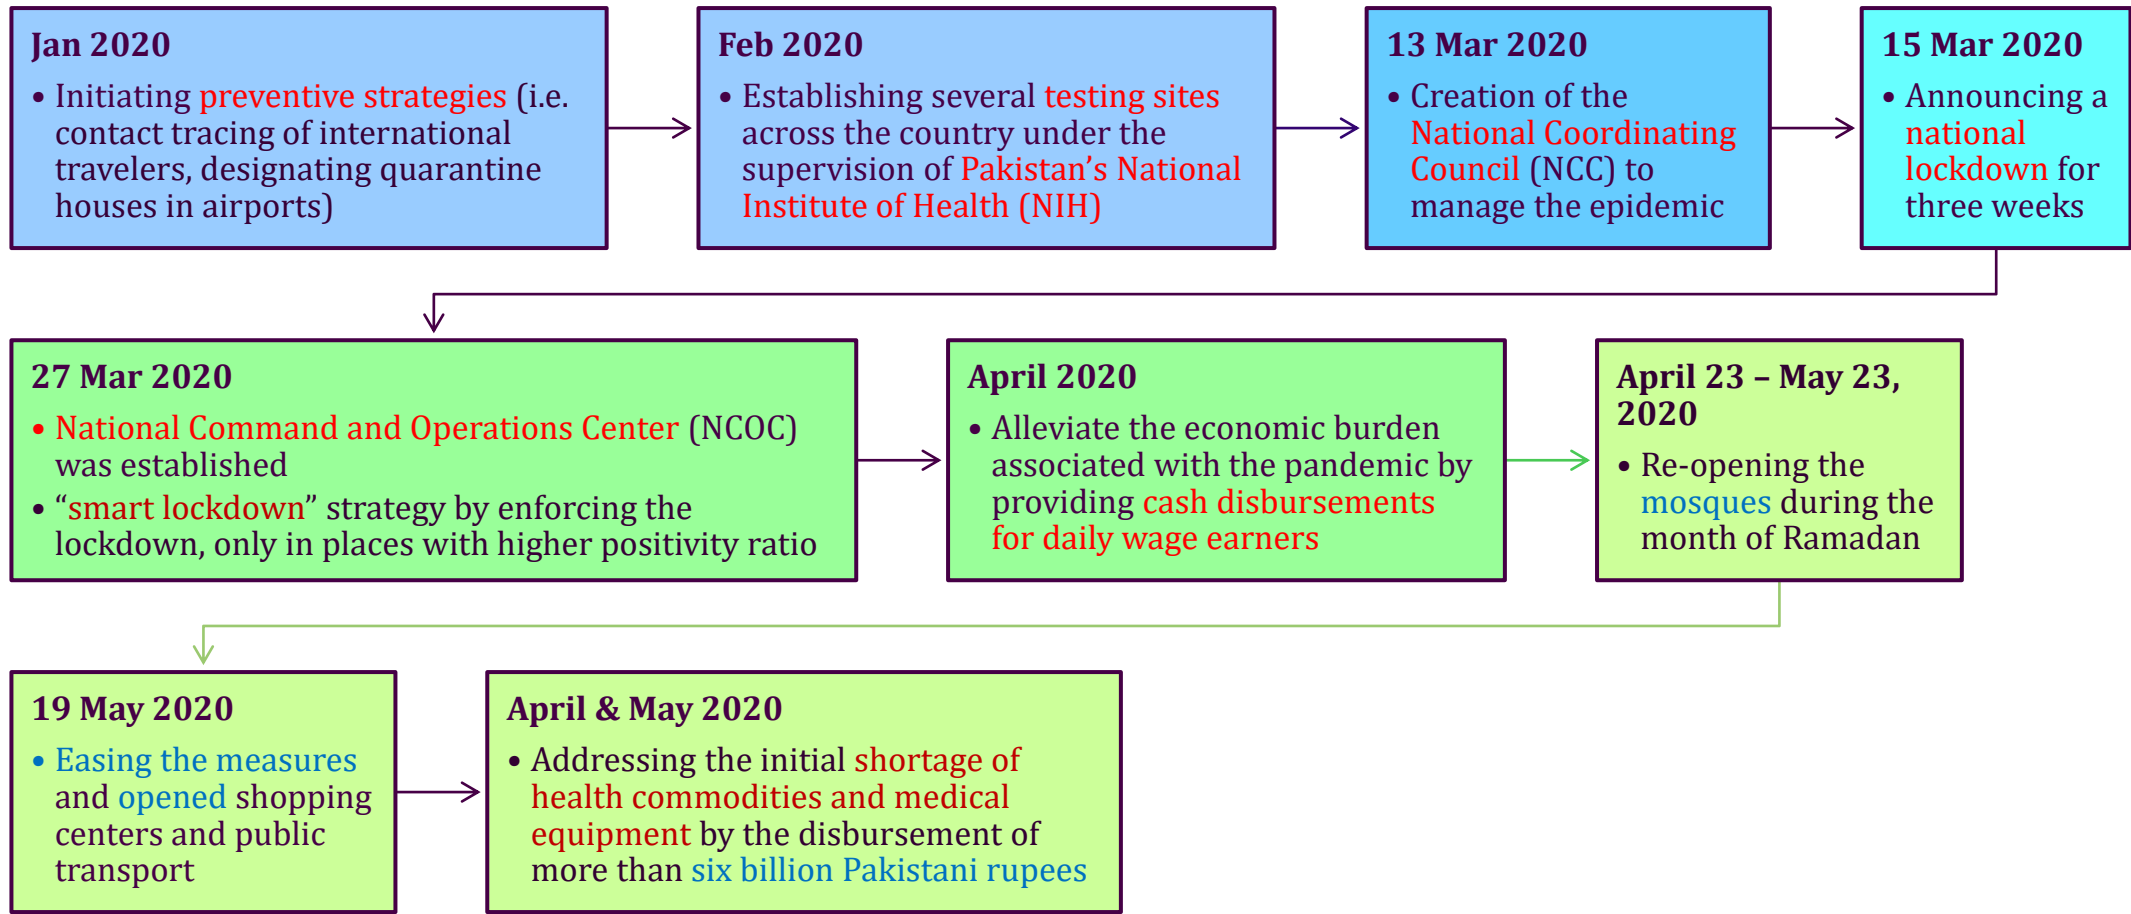 Jan 2020
• Initiating preventive strategies (i.e.
contact tracing of international
travelers, designating quarantine
houses in airports)
Feb 2020
• Establishing several testing sites
across the country under the
supervision of Pakistan’s National
Institute of Health (NIH)
13 Mar 2020
• Creation of the
National Coordinating
Council (NCC) to
manage the epidemic
15 Mar 2020
• Announcing a
national
lockdown for
three weeks
27 Mar 2020
• National Command and Operations Center (NCOC)
was established
• “smart lockdown” strategy by enforcing the
lockdown, only in places with higher positivity ratio
April 2020
• Alleviate the economic burden
associated with the pandemic by
providing cash disbursements
for daily wage earners
April 23 – May 23,
2020
• Re-opening the
mosques during the
month of Ramadan
19 May 2020
• Easing the measures
and opened shopping
centers and public
transport
April & May 2020
• Addressing the initial shortage of
health commodities and medical
equipment by the disbursement of
more than six billion Pakistani rupees